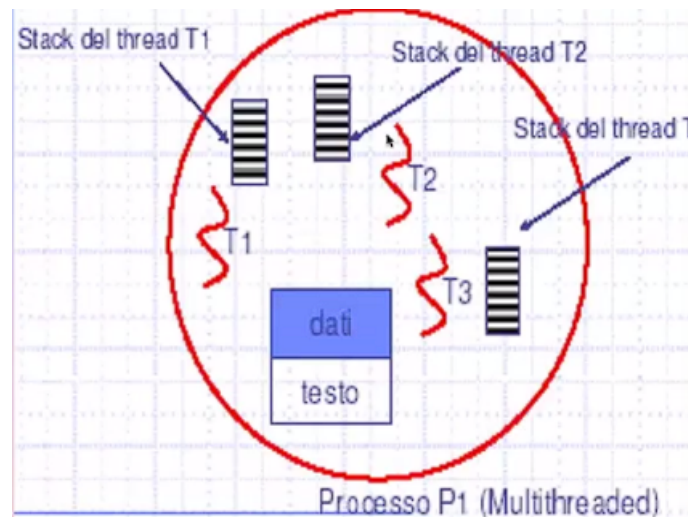 Stack del thread T1
Stack del thread T2
Stack del thread T
T2
T1
T3
dati
testo
Processo P1 (Multithreaded)